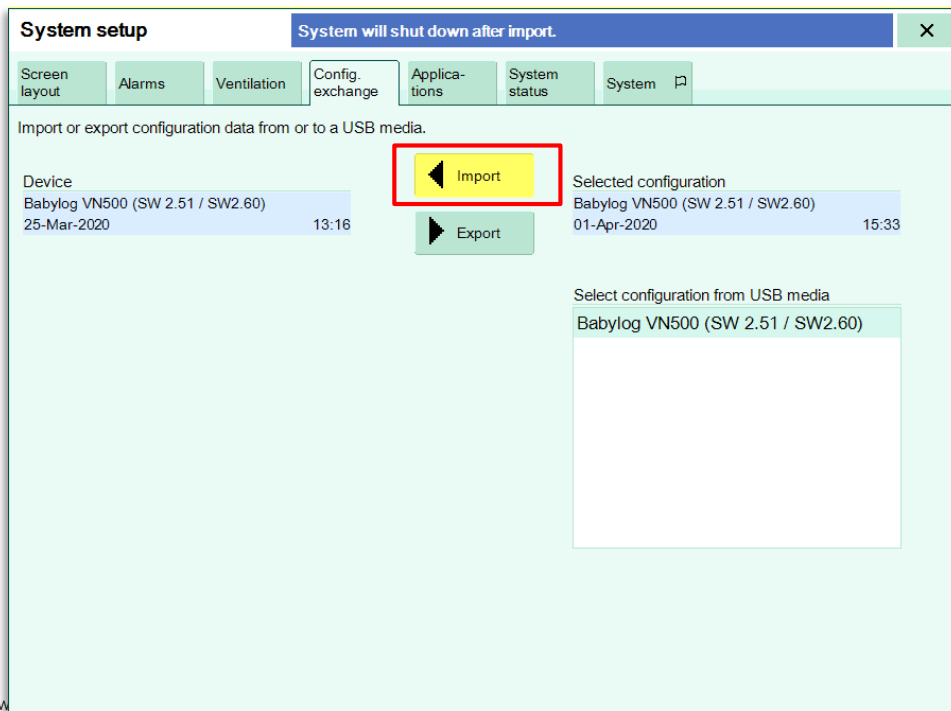 System setup
System will shut down after import.
Screen layout
Alarms
Ventilation
Config. exchange
Applica-
tions
System status
System
Import or export configuration data from or to a USB media.
Device
Babylog VN500 (SW 2.51 / SW2.60)
25-Mar-2020 13:16
Import
Export
Selected configuration
Babylog VN500 (SW 2.51 / SW2.60)
01-Apr-2020 15:33
Select configuration from USB media
Babylog VN500 (SW 2.51 / SW2.60)